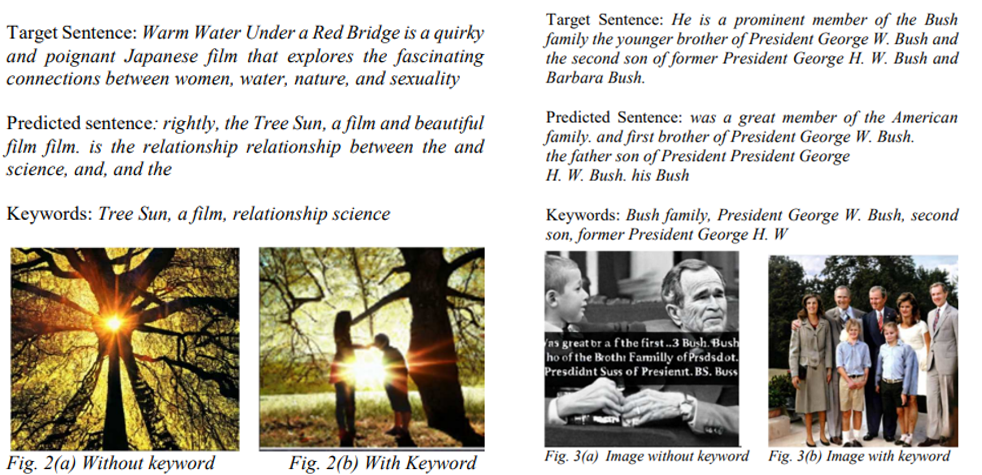 Target Sentence: Warm Water Under a Red Bridge is a quirky
and poignant Japanese film that explores the fascinating
connections between women, water, nature, and sexuality
Predicted sentence: rightly, the Tree Sun, a film and beautiful
film film. is the relationship relationship between the and
science, and, and the
Keywords: Tree Sun, a film, relationship science
Fig. 2(a) Without keyword
Fig. 2(b) With Keyword
Target Sentence: He is a prominent member of the Bush
family the younger brother of President George W. Bush and
the second son of former President George H. W. Bush and
Barbara Bush.
Predicted Sentence: was a great member of the American
family. and first brother of President George W. Bush.
the father son of President President George
H. W. Bush. his Bush
Keywords: Bush family, President George W. Bush, second
son, former President George H. W
'ns great br a f the first..3 Bush. Bush
ho of the Broth: Farmilly of Prsdsd ot.
Presdidnt Suss of Presient. BS. Buss
Fig. 3(a) Image without keyword
Fig. 3(b) Image with keyword